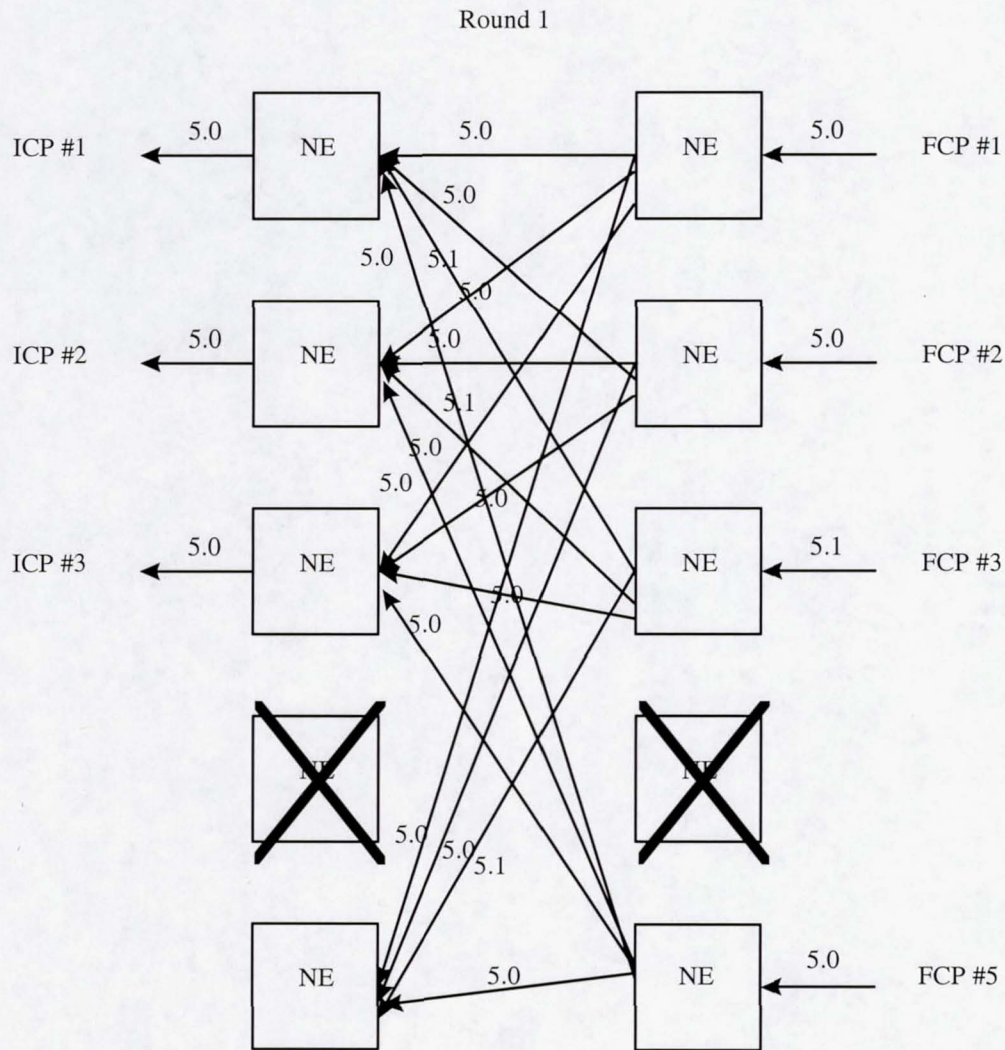 Round 1
5.0 5.0 5.0
ICP #1 NE NE FCP #1
5.0
5.0 5.1
5.0
5.0 5.0 5.0
ICP #2 NE NE FCP #2
5.1
5.0
5.0 5.0
5.0 5.1
ICP #3 NE NE FCP #3
5.0
5.0
NE NE
5.0 5.0 5.1
5.0 5.0
NE NE FCP #5